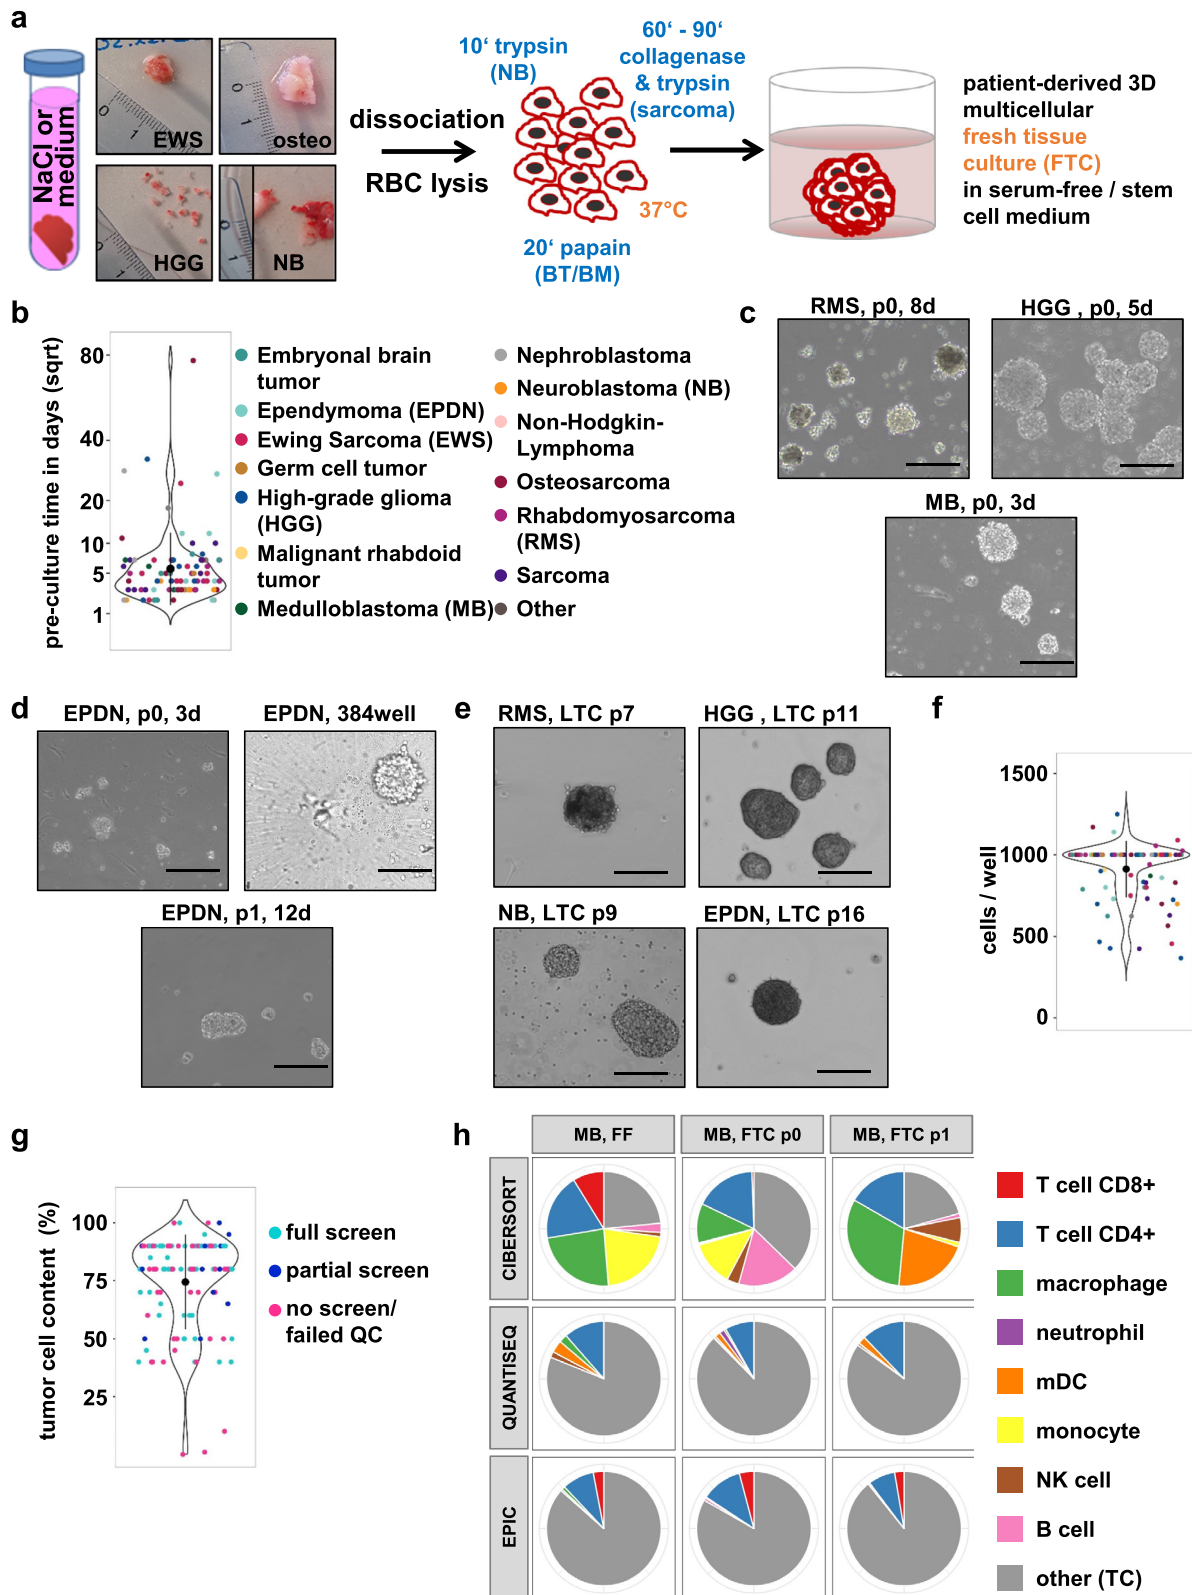 a
NaCl or
medium
EWS
osteo
HGG
NB
0
1
0
1
0
1
0
1
dissociation
RBC lysis
10‘ trypsin
(NB)
60‘ - 90‘
collagenase
& trypsin
(sarcoma)
37°C
20‘ papain
(BT/BM)
patient-derived 3D
multicellular
fresh tissue
culture (FTC)
in serum-free / stem
cell medium
b
pre-culture time in days (sqrt)
80
40
20
10
5
1
Embryonal brain
tumor
Ependymoma (EPDN)
Ewing Sarcoma (EWS)
Germ cell tumor
High-grade glioma
(HGG)
Malignant rhabdoid
tumor
Medulloblastoma (MB)
Nephroblastoma
Neuroblastoma (NB)
Non-Hodgkin-
Lymphoma
Osteosarcoma
Rhabdomyosarcoma
(RMS)
Sarcoma
Other
c
RMS, p0, 8d
HGG , p0, 5d
MB, p0, 3d
d
EPDN, p0, 3d
EPDN, 384well
EPDN, p1, 12d
e
RMS, LTC p7
HGG , LTC p11
NB, LTC p9
EPDN, LTC p16
f
cells / well
1500
1000
500
0
g
tumor cell content (%)
100
75
50
25
full screen
partial screen
no screen/
failed QC
h
MB, FF
MB, FTC p0
MB, FTC p1
CIBERSORT
QUANTISEQ
EPIC
T cell CD8+
T cell CD4+
macrophage
neutrophil
mDC
monocyte
NK cell
B cell
other (TC)